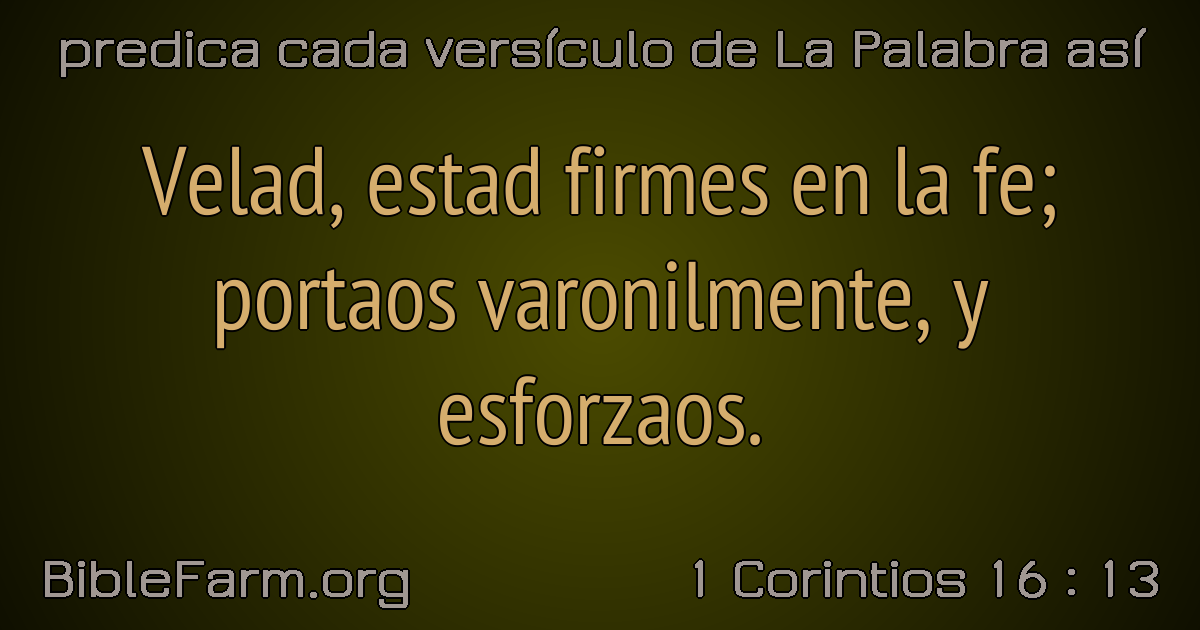 predica cada versículo de La Palabra así
Velad, estad firmes en la fe;
portaos varonilmente, y
esforzaos.
BibleFarm.org
1 Corintios 16 : 13